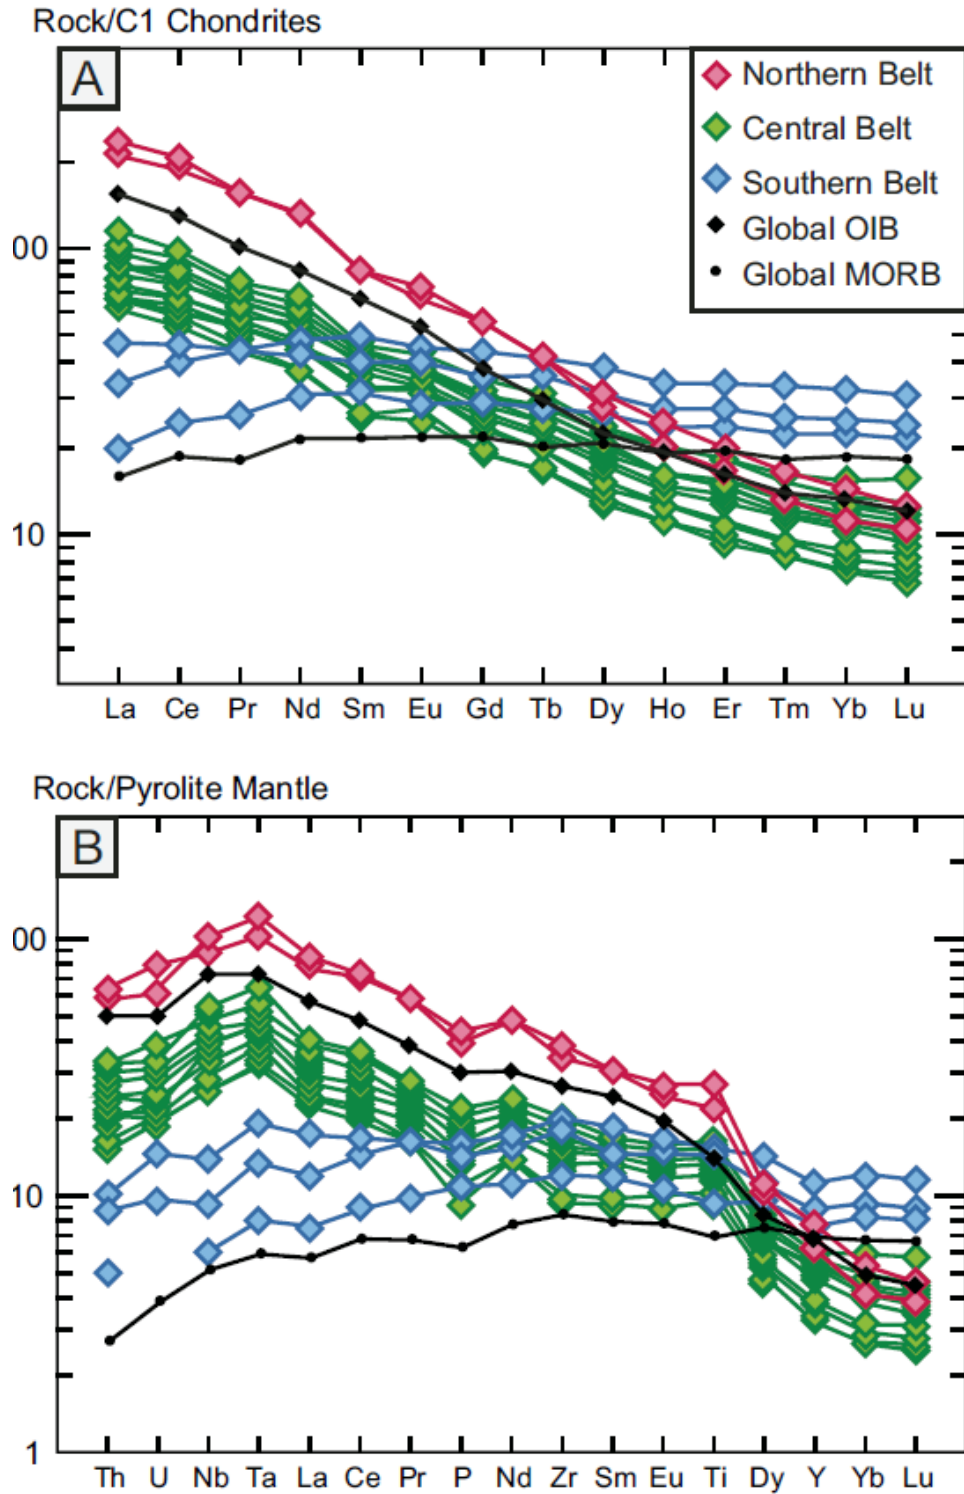 Rock/C1 Chondrites
A
Northern Belt
Central Belt
Southern Belt
Global OIB
Global MORB
00
10
La Ce Pr Nd Sm Eu Gd Tb Dy Ho Er Tm Yb Lu
Rock/Pyrolite Mantle
B
00
10
1
Th U Nb Ta La Ce Pr P Nd Zr Sm Eu Ti Dy Y Yb Lu